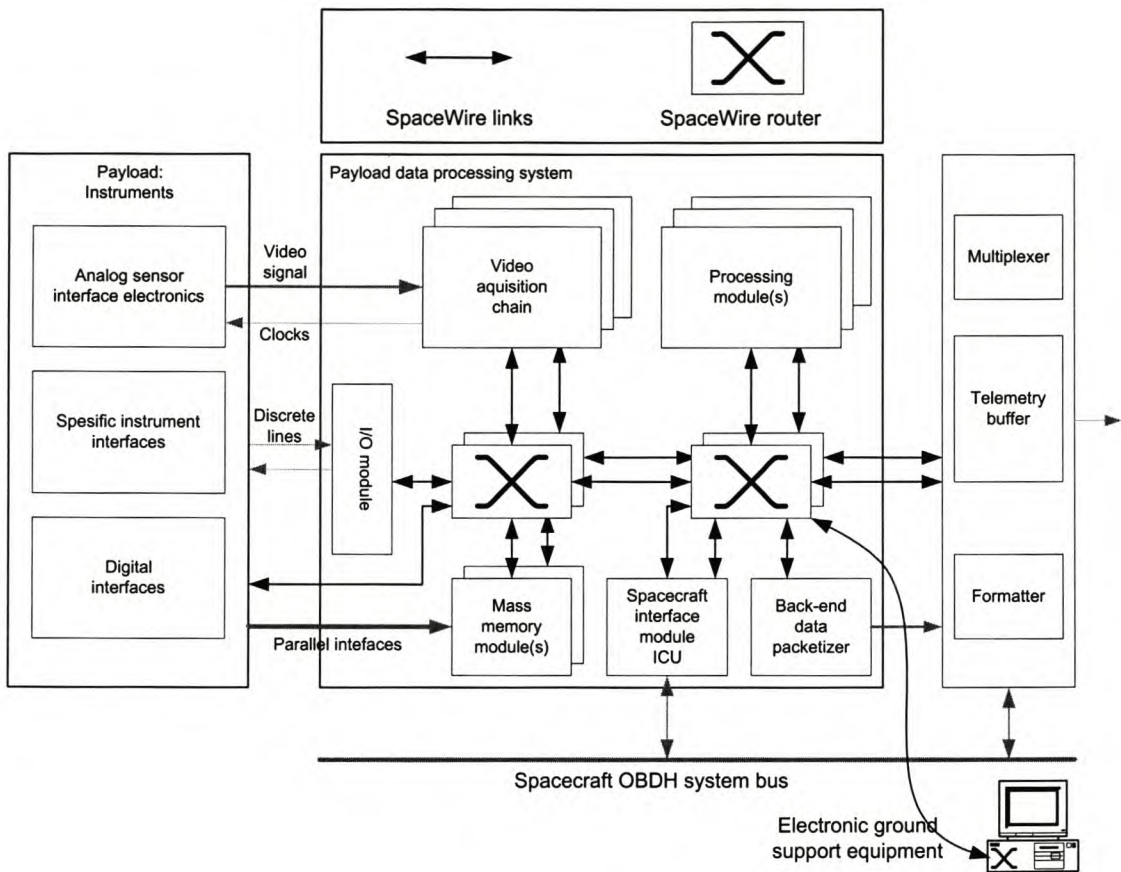 SpaceWire links
SpaceWire router
Payload:
Instruments
Analog sensor
interface electronics
Spesific instrument
interfaces
Digital
interfaces
Video
signal
Clocks
Discrete
lines
Parallel intefaces
Payload data processing system
Video
aquisition
chain
Processing
module(s)
I/O module
Mass
memory
module(s)
Spacecraft
interface
module
ICU
Back-end
data
packetizer
Multiplexer
Telemetry
buffer
Formatter
Spacecraft OBDH system bus
Electronic ground
support equipment